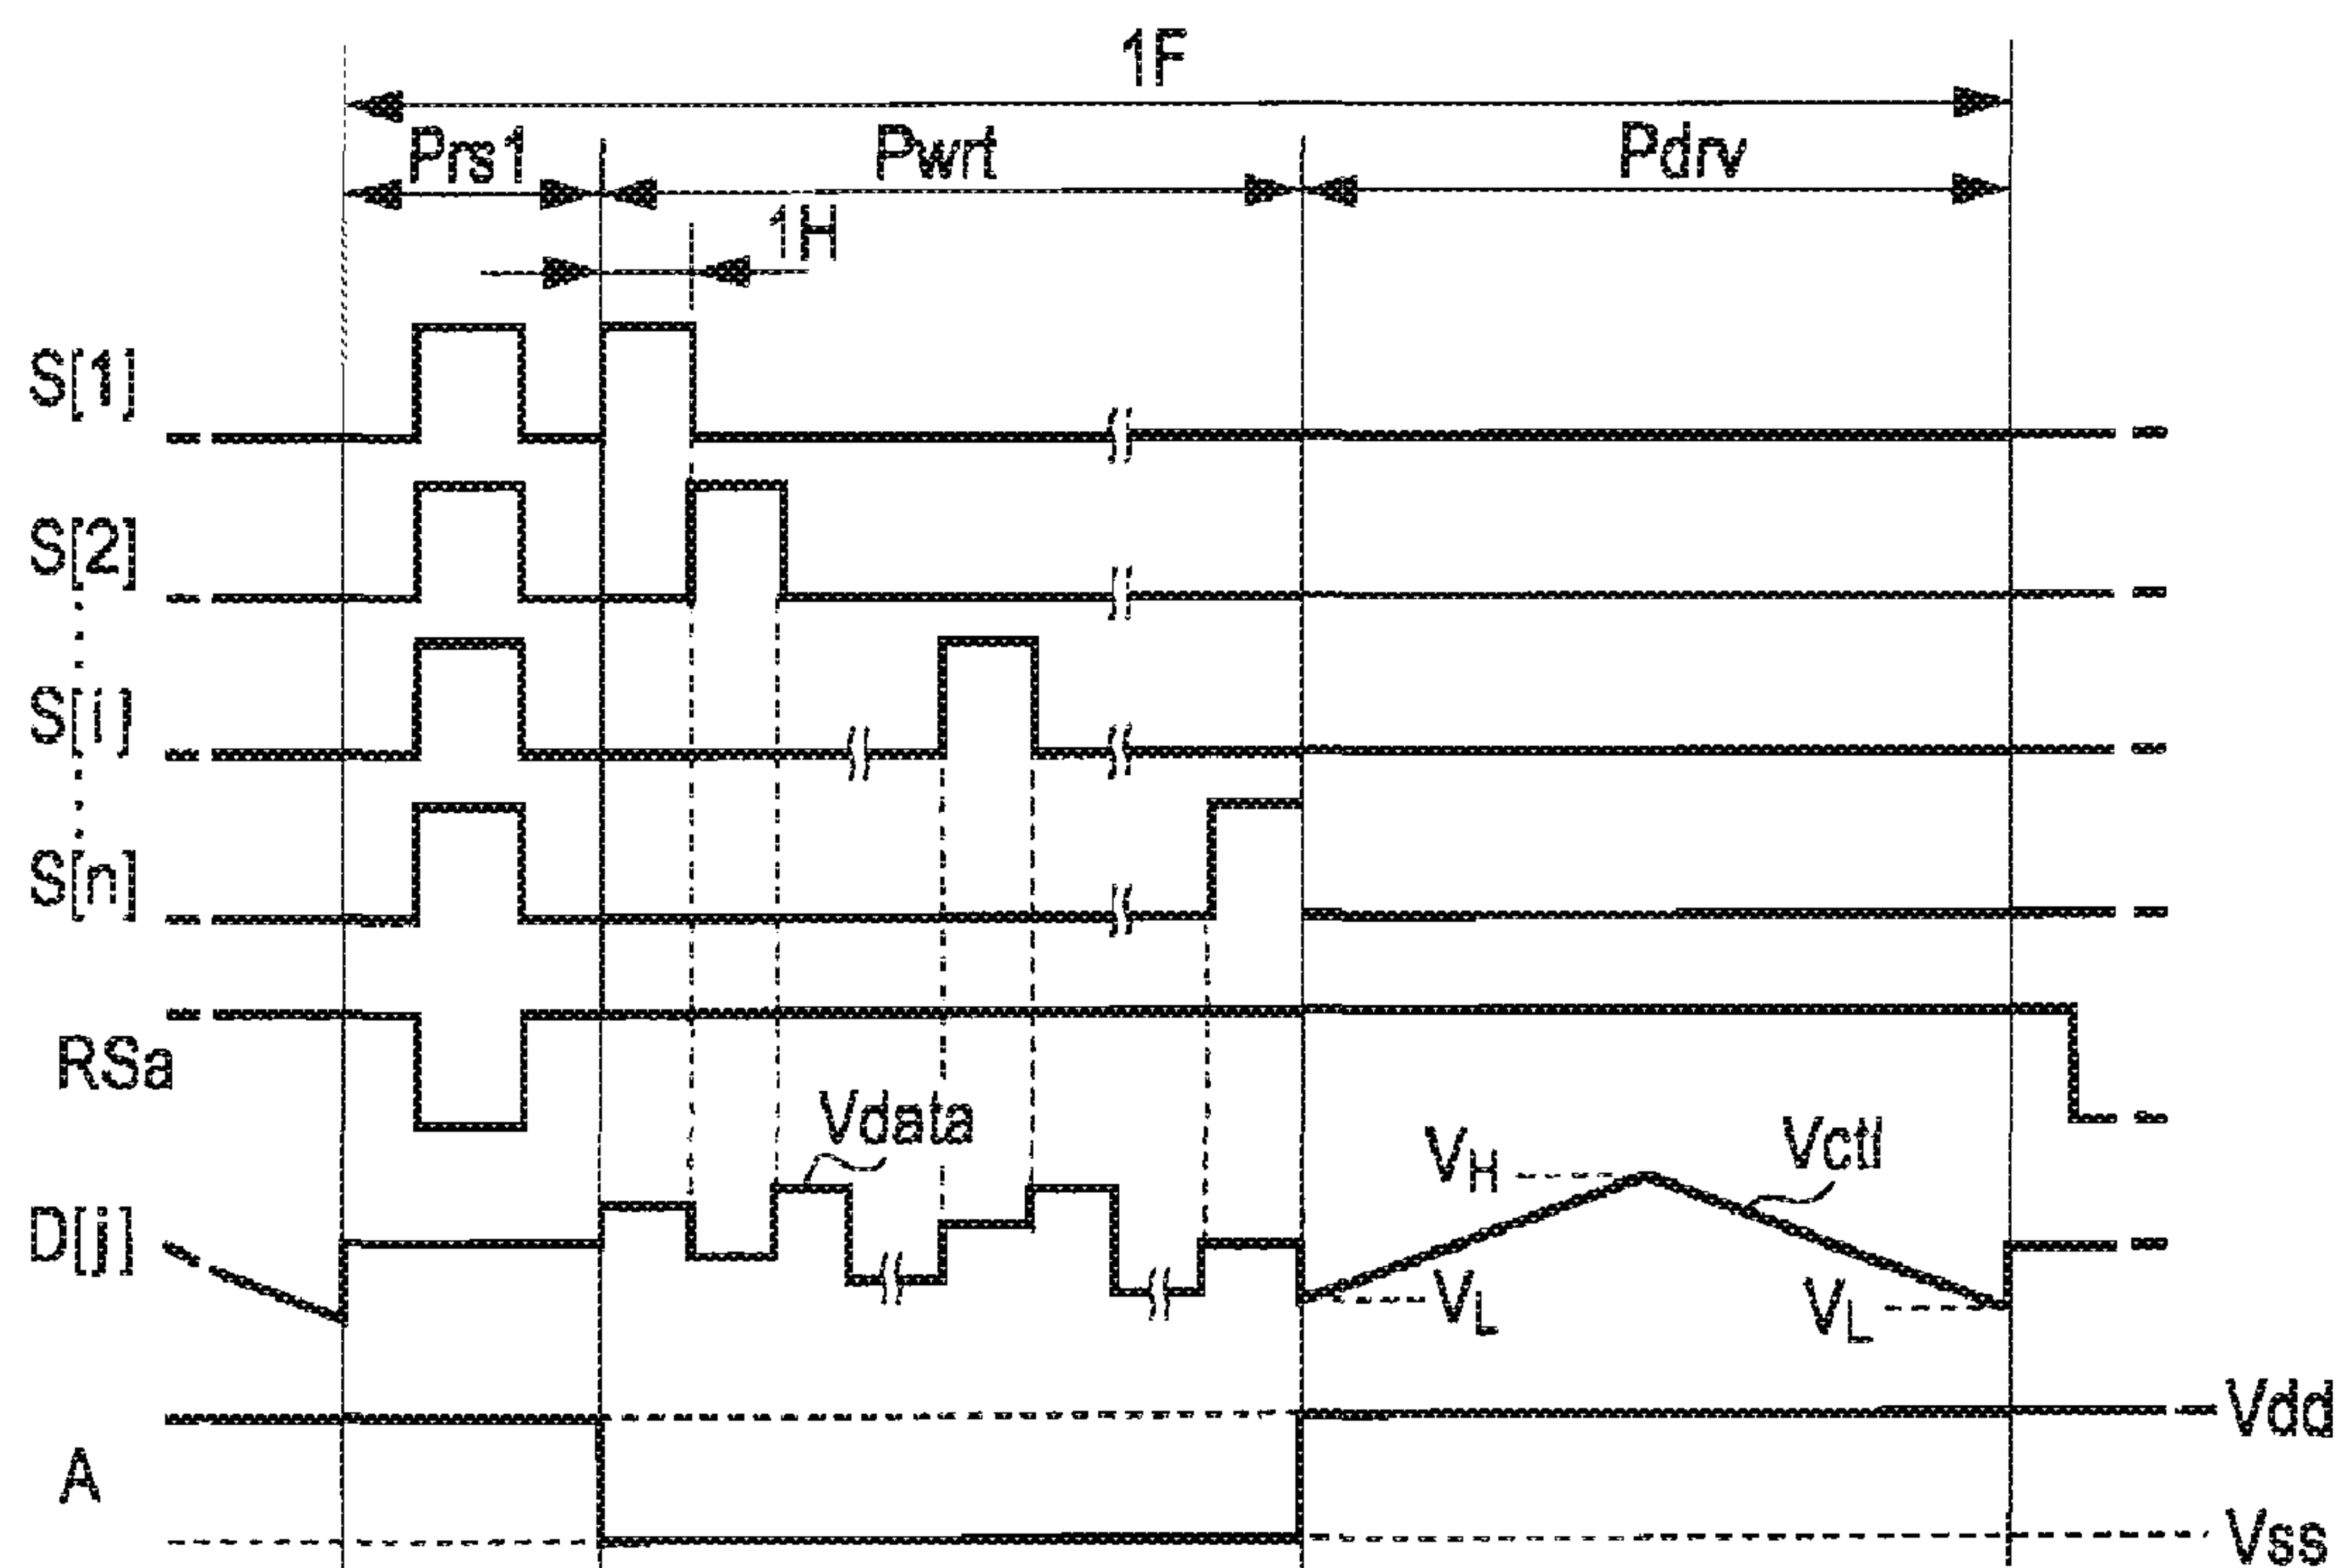 1F
Prs1 Pwrt Pdrv
1H
S[1]
S[2]
S[i]
S[n]
RSa
Vdata
VH Vctl
D[j]
VL VL
Vdd
A
Vss